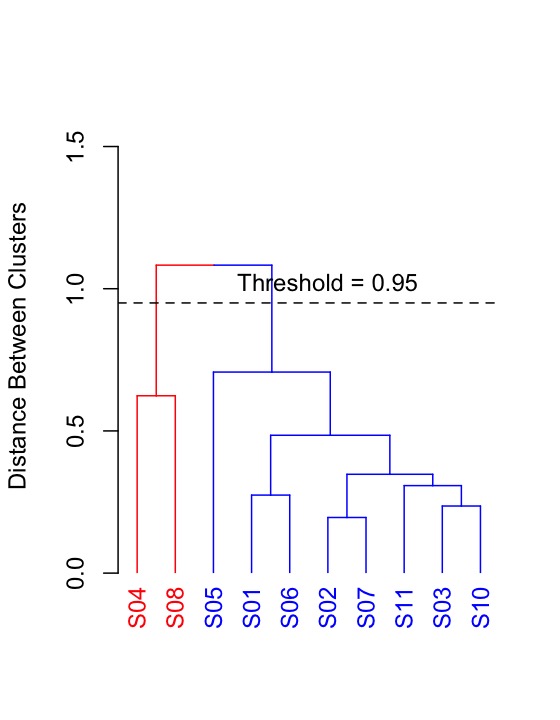 Distance Between Clusters
1.5
1.0
0.5
0.0
Threshold = 0.95
S04
S08
S05
S01
S06
S02
S07
S11
S03
S10